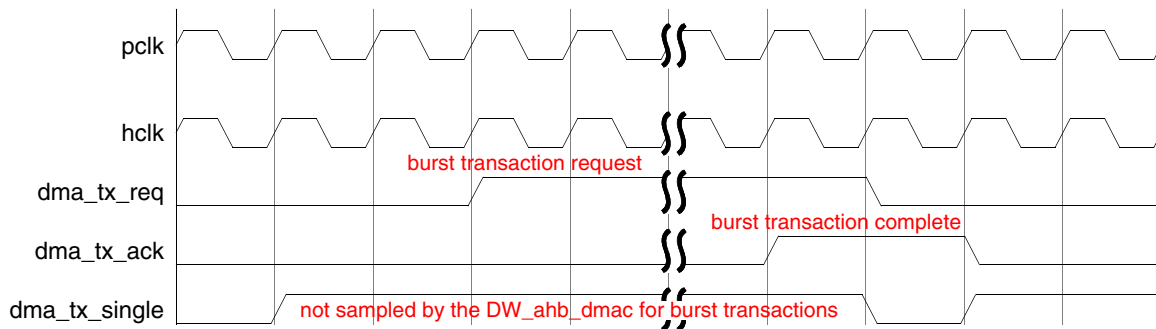 pclk
hclk
burst transaction request
dma_tx_req
burst transaction complete
dma_tx_ack
dma_tx_single
not sampled by the DW_ahb_dmac for burst transactions